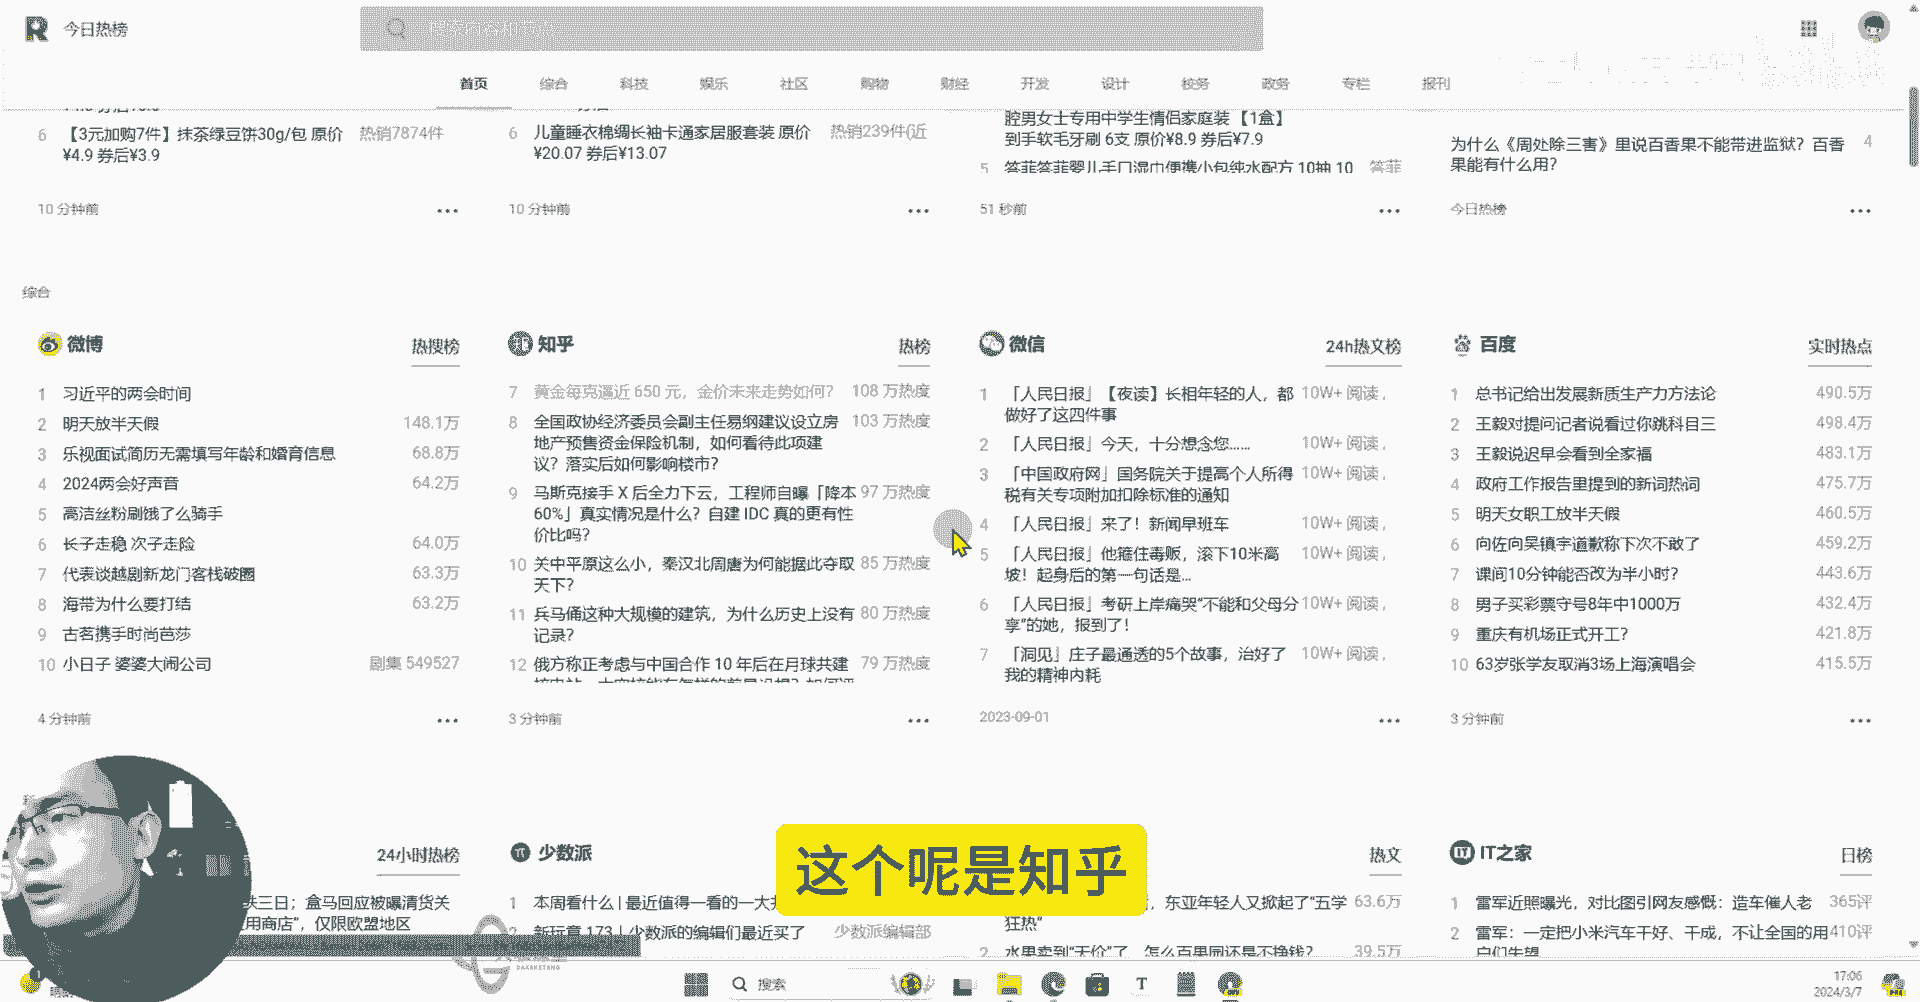 今日热榜
首页 综合 科技 娱乐 社区 购物 财经 开发 设计 校务 政务 专栏 报刊
6 【3元加购7件】抹茶绿豆饼30g/包 原价 热销7874件
¥4.9 券后¥3.9
10 分钟前
6 儿童睡衣棉绸长袖卡通家居服套装 原价 热销239件(近
¥20.07 券后¥13.07
10 分钟前
腔男女士专用中学生情侣家庭装 【1盒】
到手软毛牙刷 6支 原价¥8.9 券后¥7.9
5 答菲答菲婴儿手口湿巾便携小包纯水配方 10抽 10 答菲
51 秒前
为什么《周处除三害》里说百香果不能带进监狱？百香 4
果能有什么用？
今日热榜
综合
微博 热搜榜
1 习近平的两会时间
2 明天放半天假 148.1万
3 乐视面试简历无需填写年龄和婚育信息 68.8万
4 2024两会好声音 64.2万
5 高洁丝粉刷饿了么骑手
6 长子走稳 次子走险 64.0万
7 代表谈越剧新龙门客栈破圈 63.3万
8 海带为什么要打结 63.2万
9 古茗携手时尚芭莎
10 小日子 婆婆大闹公司 剧集 549527
4 分钟前
知乎 热榜
7 黄金每克逼近 650 元，金价未来走势如何？ 108 万热度
8 全国政协经济委员会副主任易纲建议设立房 103 万热度
地产预售资金保险机制，如何看待此项建
议？落实后如何影响楼市？
9 马斯克接手 X 后全力下云，工程师自曝「降本 97 万热度
60%」真实情况是什么？自建 IDC 真的更有性
价比吗？
10 关中平原这么小，秦汉北周唐为何能据此夺取 85 万热度
天下？
11 兵马俑这种大规模的建筑，为什么历史上没有 80 万热度
记录？
12 俄方称正考虑与中国合作 10 年后在月球共建 79 万热度
3 分钟前
微信 24h热文榜
1 「人民日报」【夜读】长相年轻的人，都 10W+ 阅读，
做好了这四件事
2 「人民日报」今天，十分想念您…… 10W+ 阅读，
3 「中国政府网」国务院关于提高个人所得 10W+ 阅读，
税有关专项附加扣除标准的通知
4 「人民日报」来了！新闻早班车 10W+ 阅读，
5 「人民日报」他箍住毒贩，滚下10米高 10W+ 阅读，
坡！起身后的第一句话是...
6 「人民日报」考研上岸痛哭“不能和父母分 10W+ 阅读，
享”的她，报到了！
7 「洞见」庄子最通透的5个故事，治好了 10W+ 阅读，
我的精神内耗
2023-09-01
百度 实时热点
1 总书记给出发展新质生产力方法论 490.5万
2 王毅对提问记者说看过你跳科目三 498.4万
3 王毅说迟早会看到全家福 483.1万
4 政府工作报告里提到的新词热词 475.7万
5 明天女职工放半天假 460.5万
6 向佐向吴镇宇道歉称下次不敢了 459.2万
7 课间10分钟能否改为半小时？ 443.6万
8 男子买彩票守号8年中1000万 432.4万
9 重庆有机场正式开工？ 421.8万
10 63岁张学友取消3场上海演唱会 415.5万
3 分钟前
24小时热榜
三日；盒马回应被曝清货关
用商店”，仅限欧盟地区
少数派
1 本周看什么 | 最近值得一看的
2 新玩意 173 | 少数派的编辑们最近买了 少数派编辑部
热文
，东亚年轻人又掀起了“五学 63.6万
狂热”
2 水果卖到“天价”了，怎么百果园还是不挣钱？ 39.5万
IT之家 日榜
1 雷军近照曝光，对比图引网友感慨：造车催人老 365评
2 雷军：一定把小米汽车干好、干成，不让全国的用 410评
户们失望
这个呢是知乎
DAXAKETANG
搜索
17:06
2024/3/7